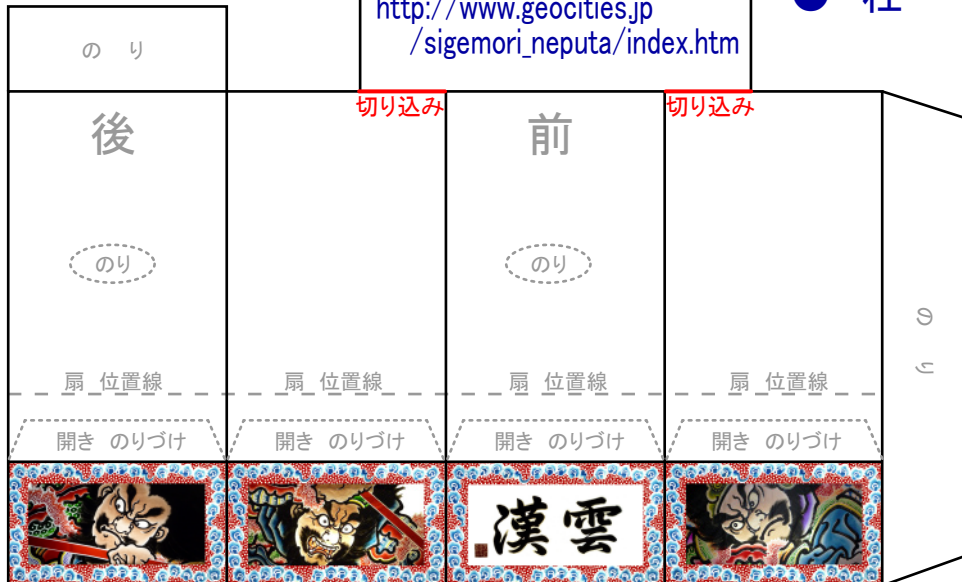 http://www.geocities.jp
/sigemori_neputa/index.htm
● 柱
のり
切り込み
切り込み
後
前
のり
のり
のり
扇 位置線
扇 位置線
扇 位置線
扇 位置線
開き のりづけ
開き のりづけ
開き のりづけ
開き のりづけ
漢雲